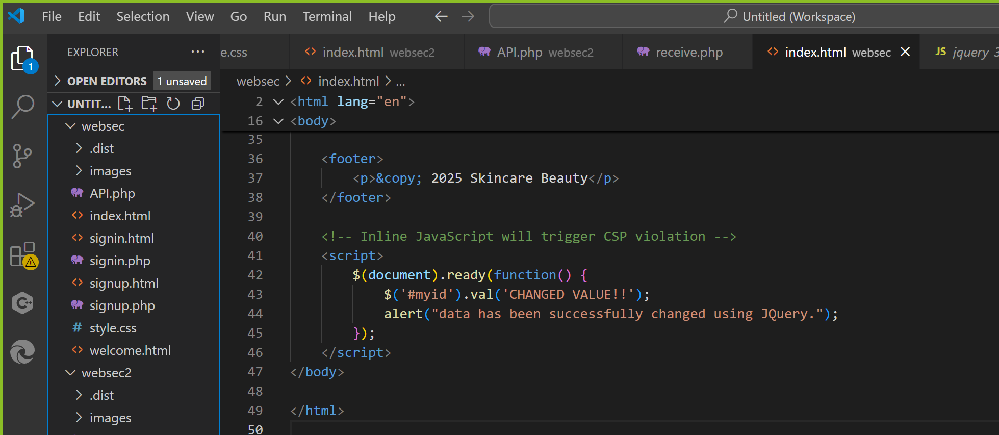 File Edit Selection View Go Run Terminal Help Untitled (Workspace)
EXPLORER ...
1
OPEN EDITORS 1 unsaved
UNTIT...
websec
.dist
images
API.php
index.html
signin.html
signin.php
signup.html
signup.php
# style.css
welcome.html
websec2
.dist
images
e.css index.html websec2 API.php websec2 receive.php index.html websec JS jquery-3
websec > index.html > ...
2 <html lang="en">
16 <body>
35
36 <footer>
37 <p>&copy; 2025 Skincare Beauty</p>
38 </footer>
39
40 <!-- Inline JavaScript will trigger CSP violation -->
41 <script>
42 $(document).ready(function() {
43 $('#myid').val('CHANGED VALUE!!');
44 alert("data has been successfully changed using JQuery.");
45 });
46 </script>
47 </body>
48
49 </html>
50